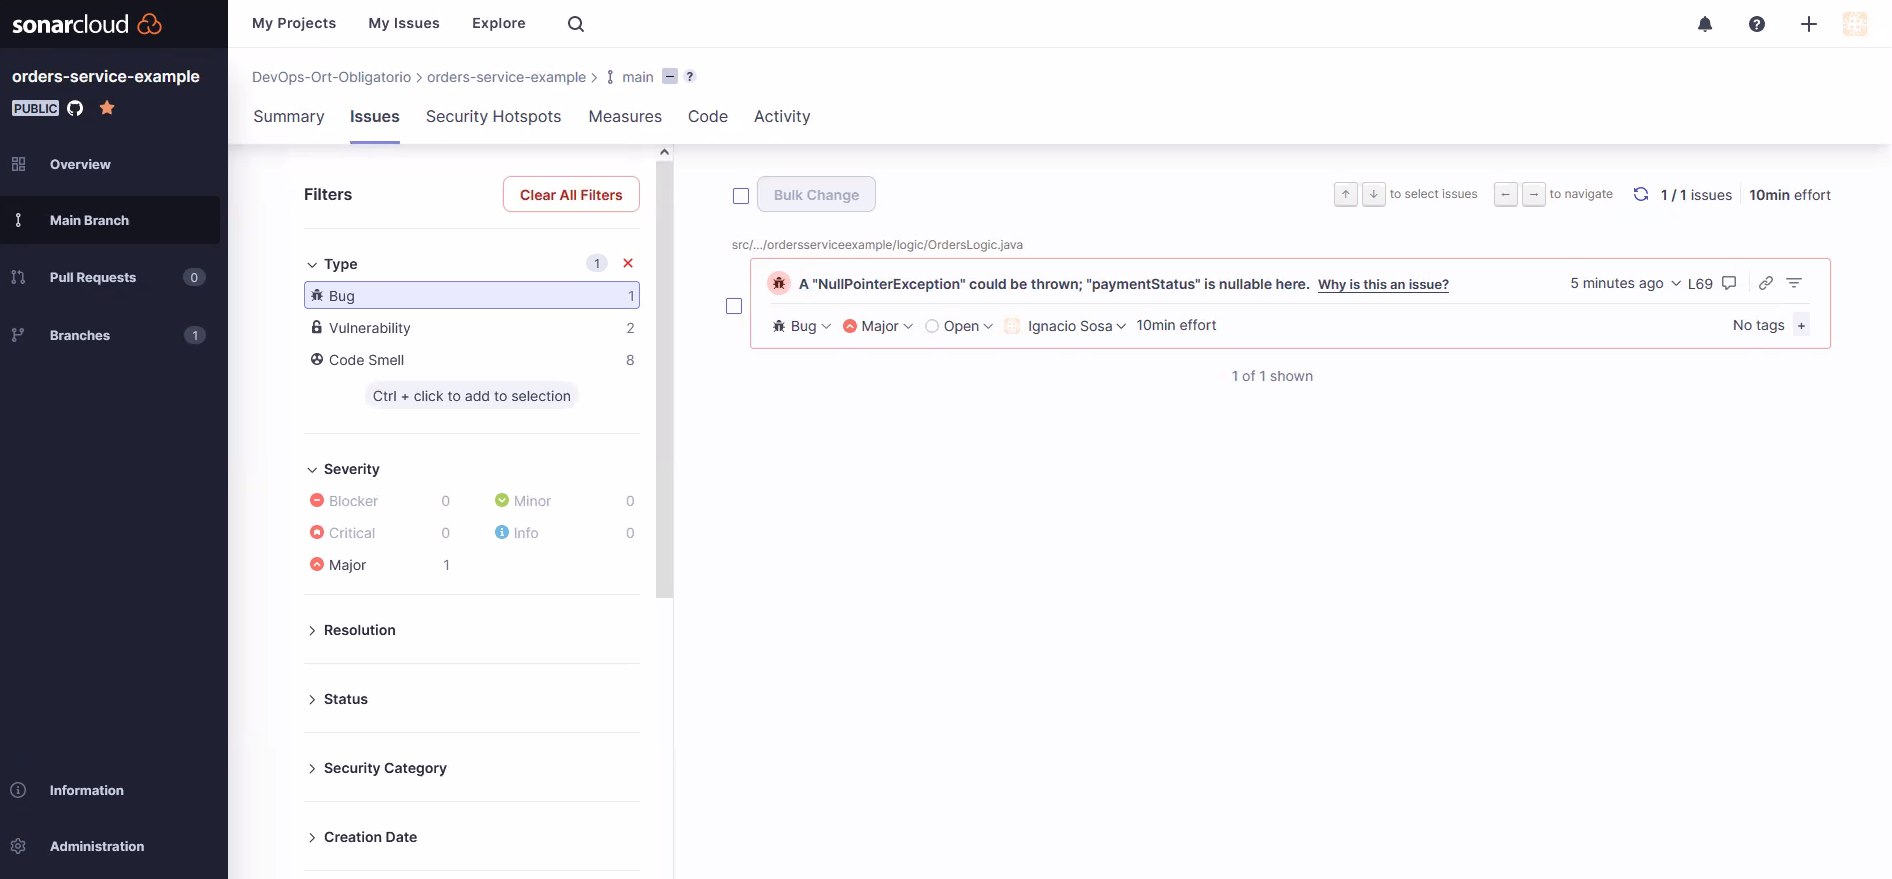 sonarcloud
My Projects My Issues Explore
orders-service-example
PUBLIC
Overview
Main Branch
Pull Requests 0
Branches 1
Information
Administration
DevOps-Ort-Obligatorio > orders-service-example > main ?
Summary Issues Security Hotspots Measures Code Activity
Filters Clear All Filters
Type 1
Bug 1
Vulnerability 2
Code Smell 8
Ctrl + click to add to selection
Severity
Blocker 0 Minor 0
Critical 0 Info 0
Major 1
Resolution
Status
Security Category
Creation Date
Bulk Change ↑ ↓ to select issues ← → to navigate 1 / 1 issues 10min effort
src/.../ordersserviceexample/logic/OrdersLogic.java
A "NullPointerException" could be thrown; "paymentStatus" is nullable here. Why is this an issue? 5 minutes ago L69
Bug Major Open Ignacio Sosa 10min effort No tags +
1 of 1 shown